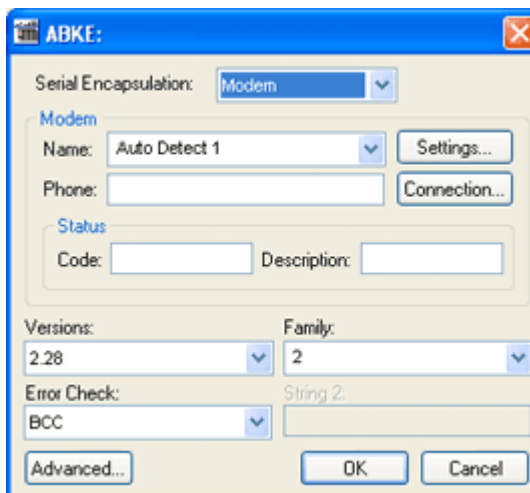 ABKE:
Serial Encapsulation: Modem
Modem
Name: Auto Detect 1 Settings...
Phone: Connection...
Status
Code: Description:
Versions: Family:
2.28 2
Error Check: String 2:
BCC
Advanced... OK Cancel